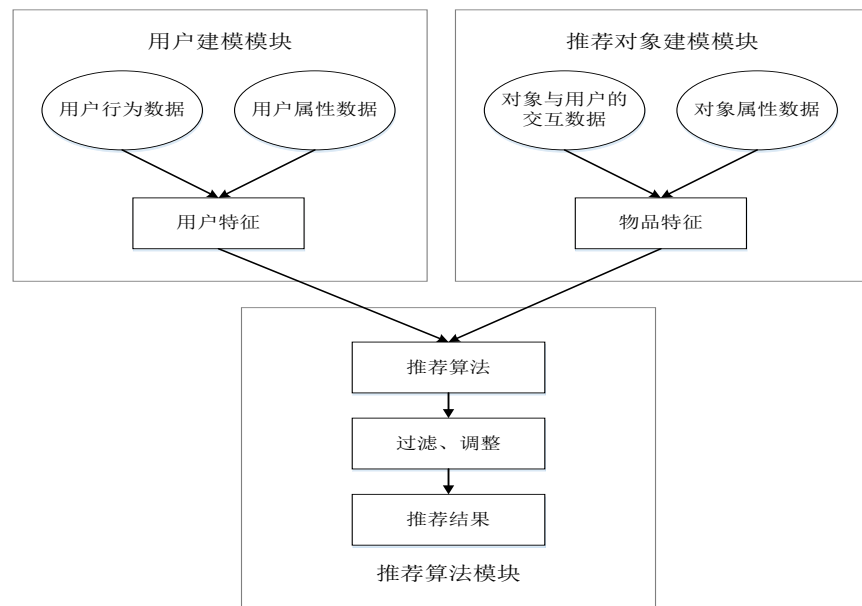 用户建模模块
用户行为数据
用户属性数据
用户特征
推荐对象建模模块
对象与用户的
交互数据
对象属性数据
物品特征
推荐算法
过滤、调整
推荐结果
推荐算法模块